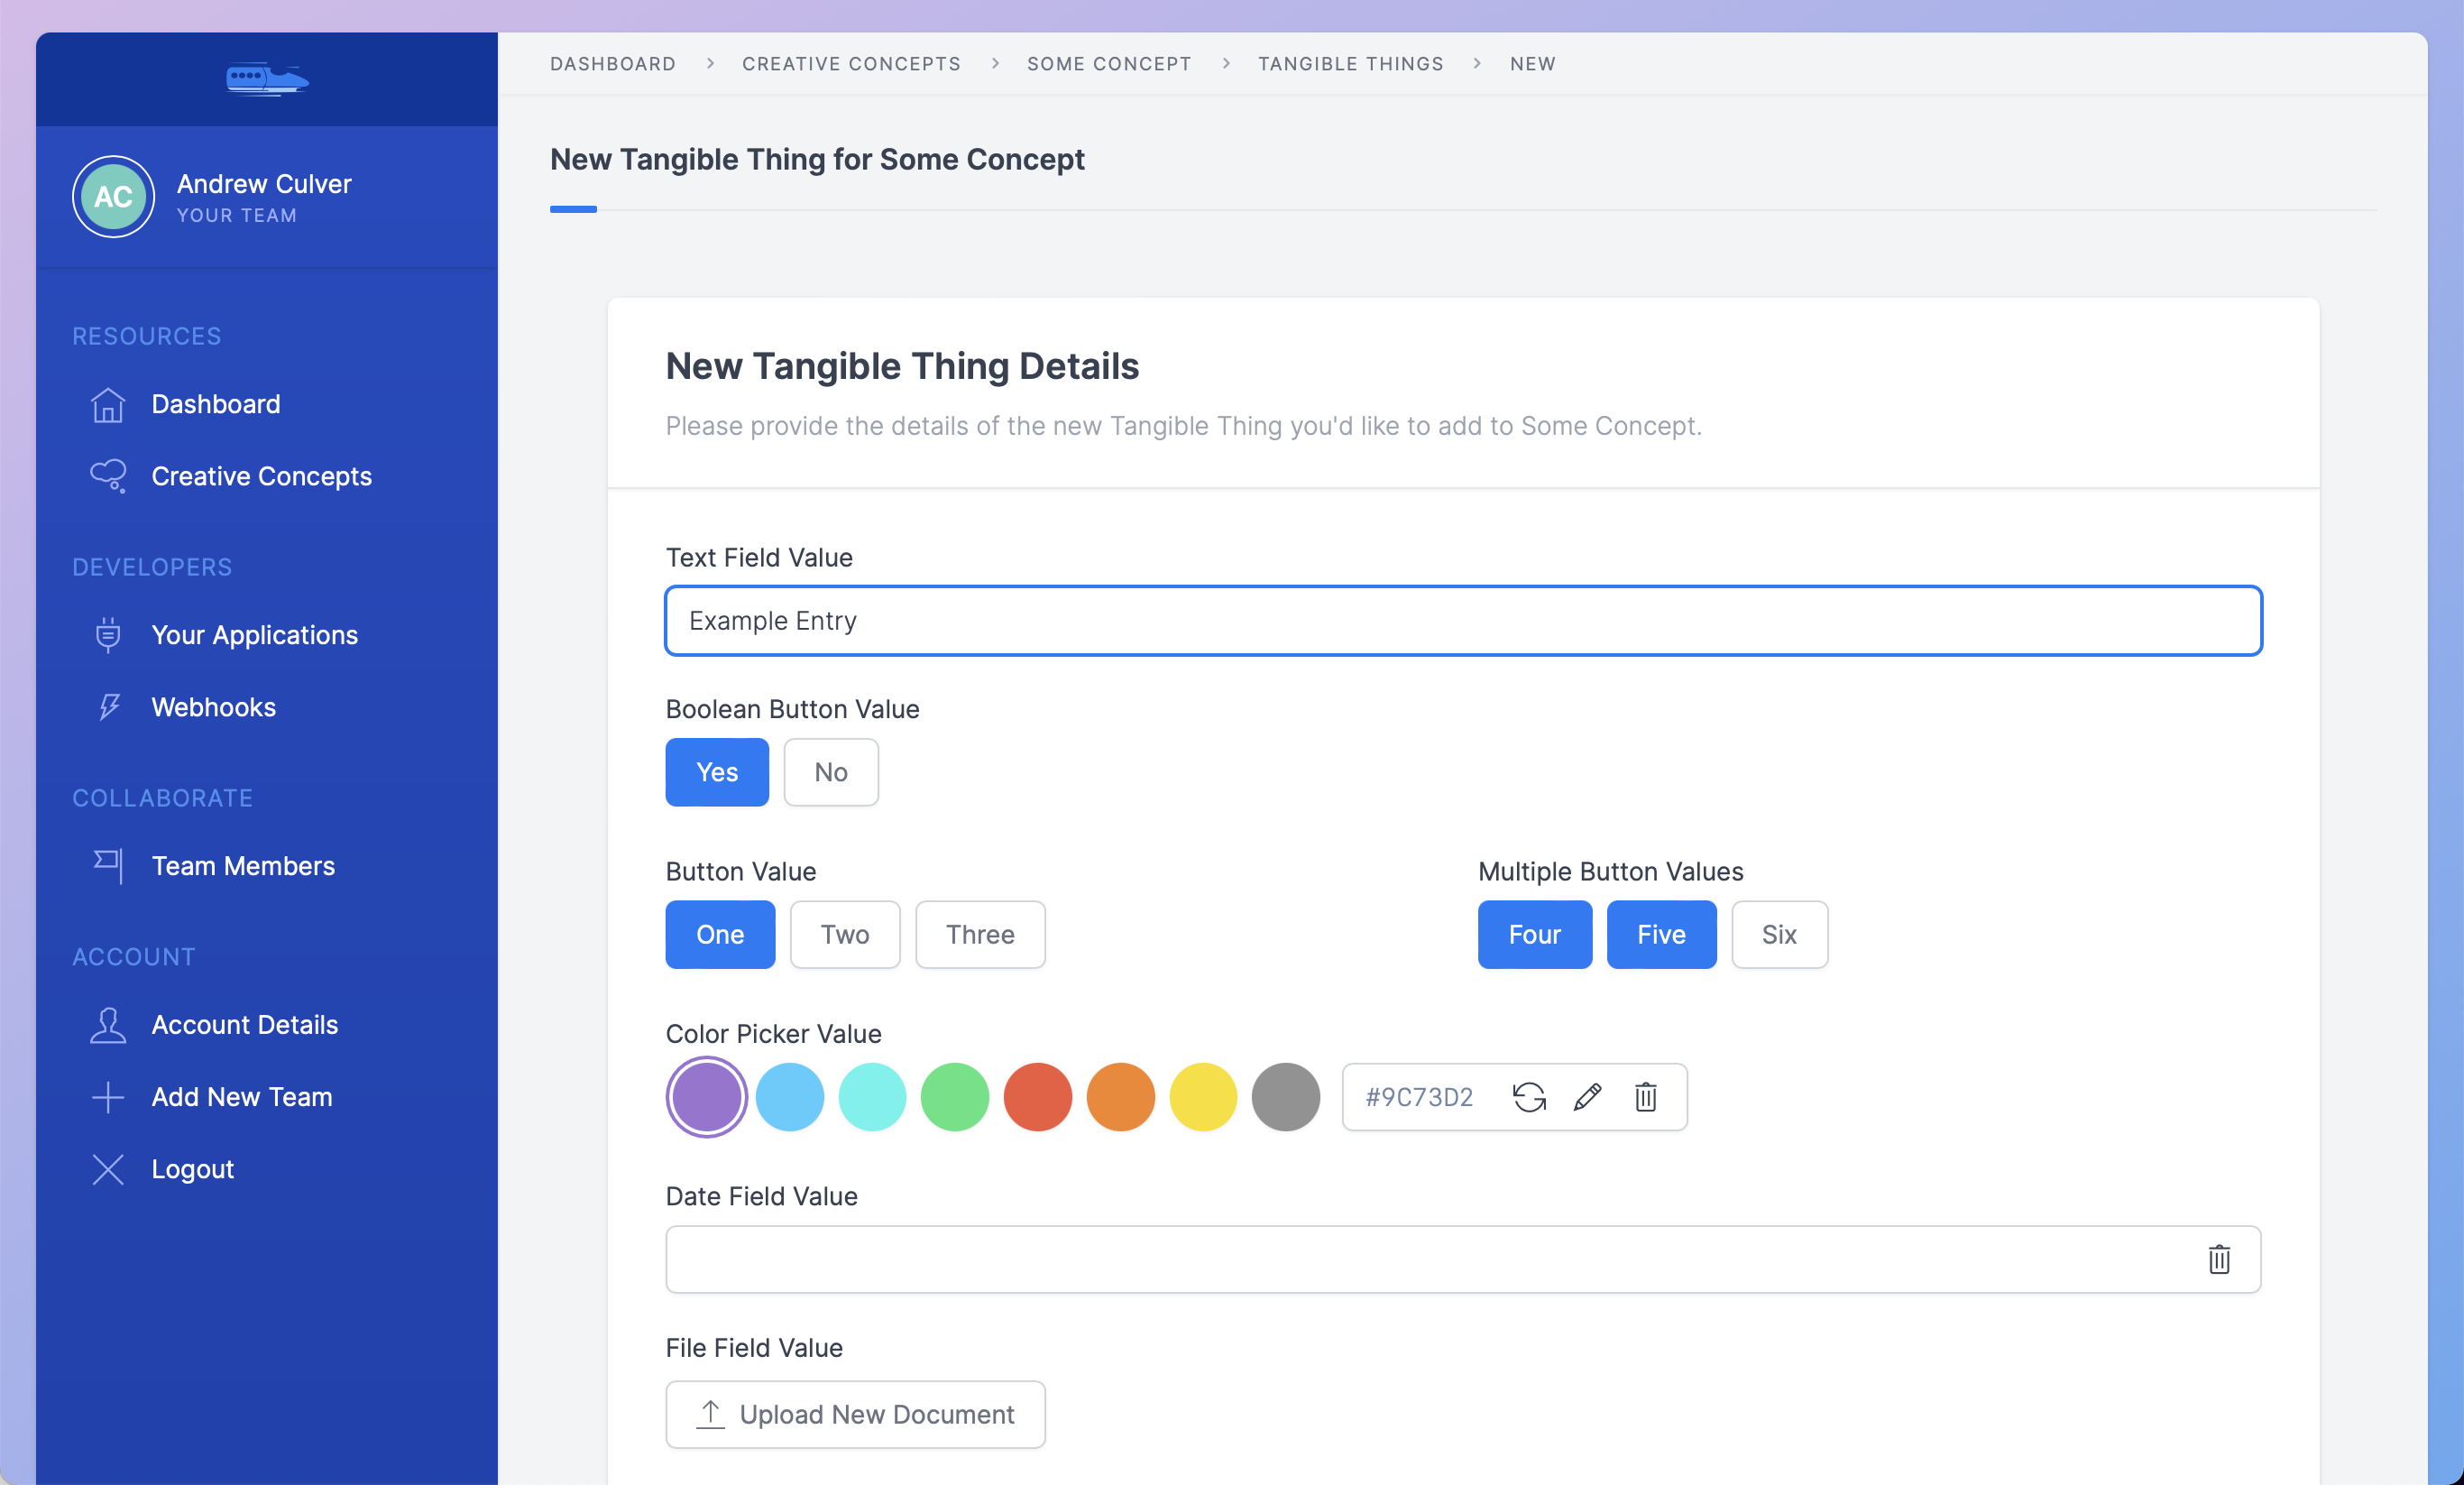 DASHBOARD > CREATIVE CONCEPTS > SOME CONCEPT > TANGIBLE THINGS > NEW
AC
Andrew Culver
YOUR TEAM
RESOURCES
Dashboard
Creative Concepts
DEVELOPERS
Your Applications
Webhooks
COLLABORATE
Team Members
ACCOUNT
Account Details
Add New Team
Logout
New Tangible Thing for Some Concept
New Tangible Thing Details
Please provide the details of the new Tangible Thing you'd like to add to Some Concept.
Text Field Value
Example Entry
Boolean Button Value
Yes No
Button Value
One Two Three
Multiple Button Values
Four Five Six
Color Picker Value
#9C73D2
Date Field Value
File Field Value
Upload New Document